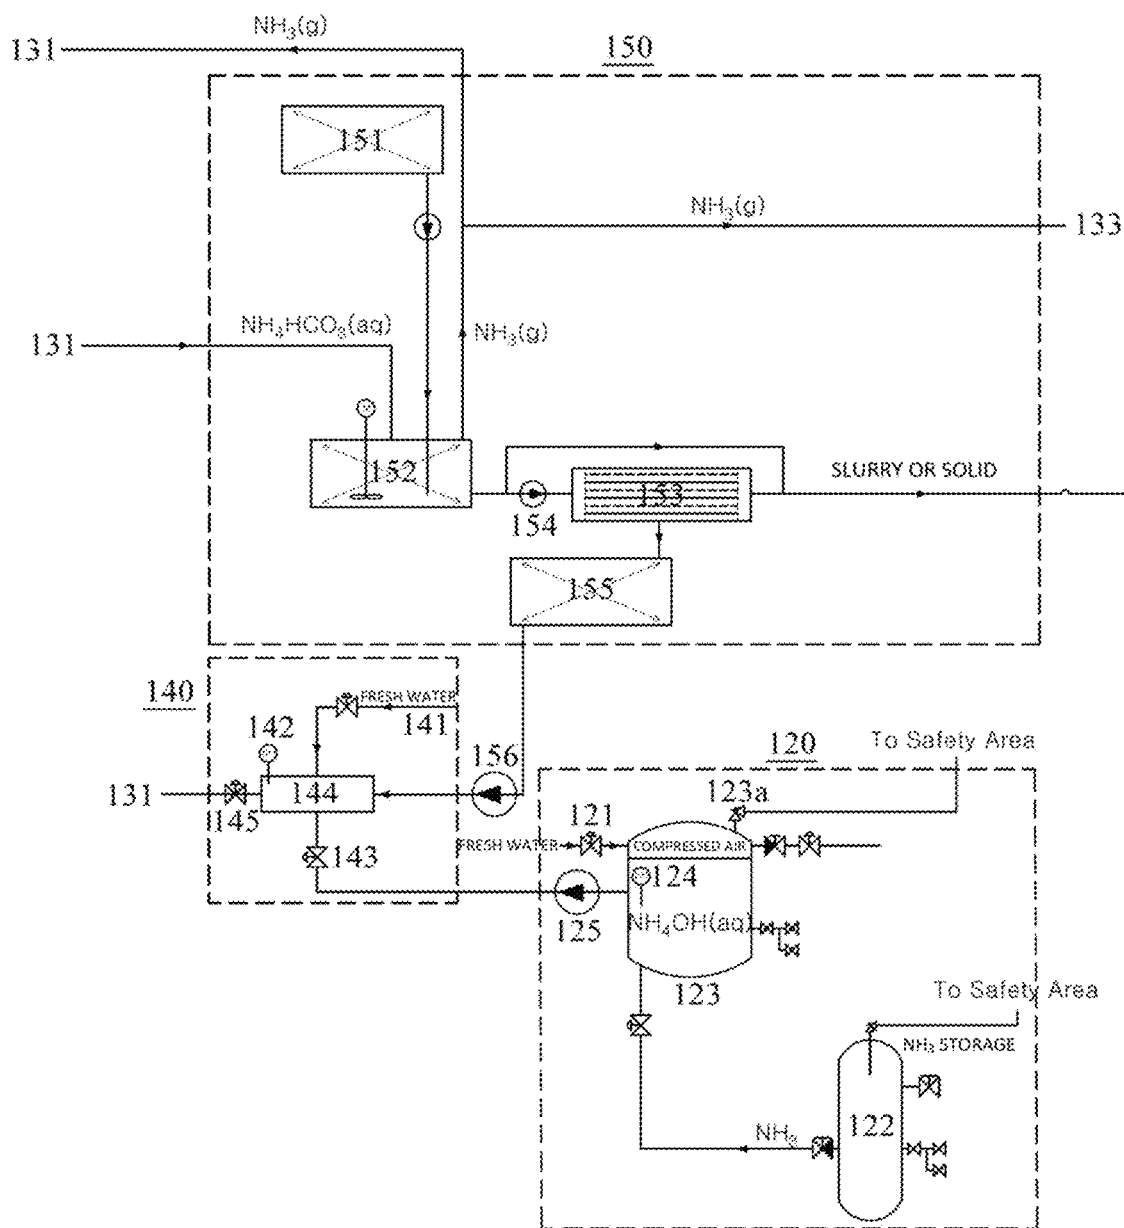 NH3(g)
131
150
151
NH3(g)
133
NH4HCO3(aq)
131
NH3(g)
152
SLURRY OR SOLID
153
154
155
140
FRESH WATER
141
142
156
120
To Safety Area
131
144
145
123a
121
143
FRESH WATER
COMPRESSED AIR
124
125
NH4OH(aq)
123
To Safety Area
NH3 STORAGE
122
NH3